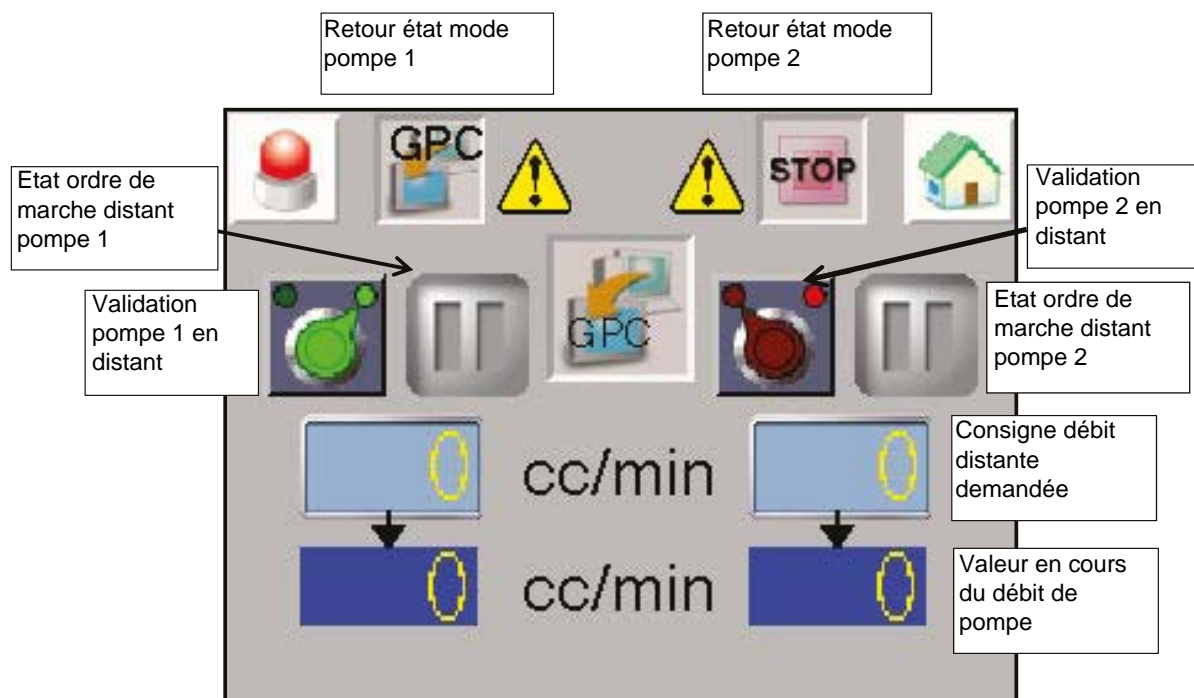 Retour état mode
pompe 1
Retour état mode
pompe 2
GPC
STOP
Etat ordre de
marche distant
pompe 1
Validation
pompe 2 en
distant
Validation
pompe 1 en
distant
GPC
Etat ordre de
marche distant
pompe 2
0
cc/min
0
Consigne débit
distante
demandée
0
cc/min
0
Valeur en cours
du débit de
pompe